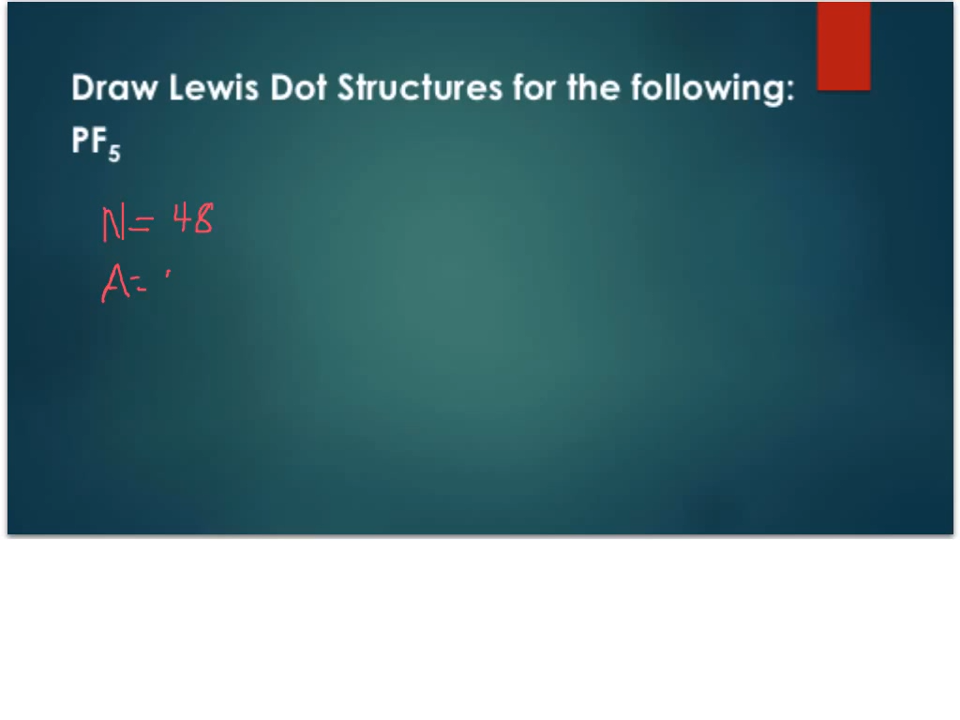 Draw Lewis Dot Structures for the following:
PF₅
N= 48
A=